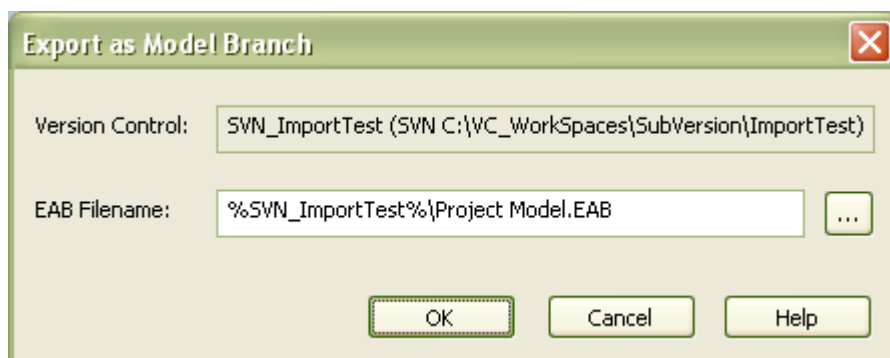 Export as Model Branch
Version Control: SVN_ImportTest (SVN C:\VC_WorkSpaces\SubVersion\ImportTest)
EAB Filename: %SVN_ImportTest%\Project Model.EAB ...
OK Cancel Help